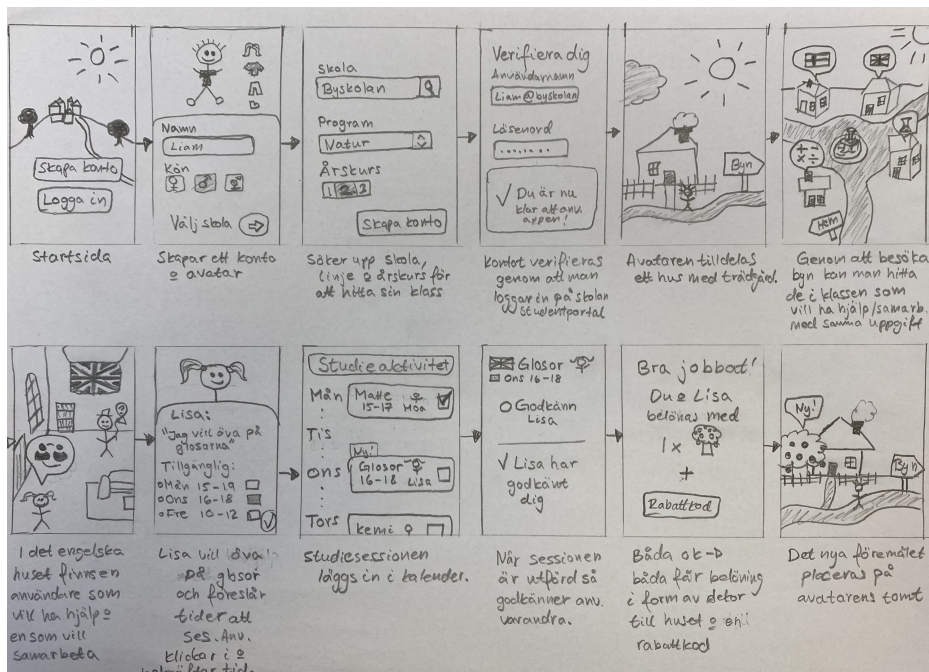 Skapa konto
Logga in
Startsida
Namn
Liam
Kön
Välj skola
Skapar ett konto
o avatar
Skola
Byskolan
Program
Natur
Årskurs
1 2 3
Skapa konto
Söker upp skola,
linje o årskurs för
att hitta sin klass
Verifiera dig
Användarnamn
Liam@byskolan
Lösenord
........
✓ Du är nu
klar att anv.
appen!
Kontot verifieras
genom att man
loggar in på skolan
studentportal
Byn
Avataren tilldelas
ett hus med trädgård.
Hem
Genom att besöka
byn kan man hitta
de i klassen som
vill ha hjälp/samarb.
med samma uppgift
I det engelska
huset finns en
användare som
vill ha hjälp o
en som vill
samarbeta
Lisa:
"Jag vill öva på
glosorna"
Tillgänglig:
Mån 15-19
Ons 16-18
Fre 10-12
Lisa vill öva
på glosor
och föreslår
tider att
ses. Anv.
klickar i o
bekräftar tid.
Studieaktivitet
Mån
Matte
15-17 Moa
Tis
Ny!
Ons
Glosor
16-18 Lisa
Tors
kemi
Studiesessionen
läggs in i kalender.
Glosor
Ons 16-18
Godkänn
Lisa
✓ Lisa har
godkänt
dig
När sessionen
är utförd så
godkänner anv.
varandra.
Bra jobbat!
Du o Lisa
belönas med
1x
+
Rabattkod
Båda ok →
båda får belöning
i form av dekor
till huset o en
rabattkod
Ny!
Byn
Det nya föremålet
placeras på
avatarens tomt